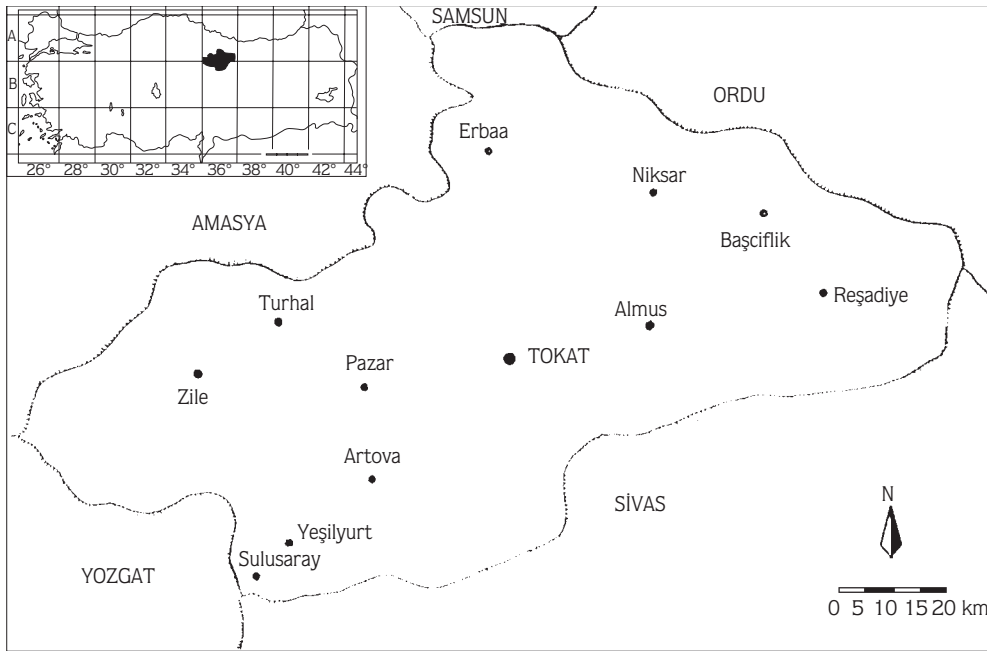 SAMSUN
A
B
C
26° 28° 30° 32° 34° 36° 40° 42° 44°
ORDU
Erbaa
Niksar
AMASYA
Başciflik
Turhal
Almus
Reşadiye
Pazar
TOKAT
Zile
Artova
SİVAS
N
Yeşilyurt
Sulusaray
YOZGAT
0 5 10 15 20 km